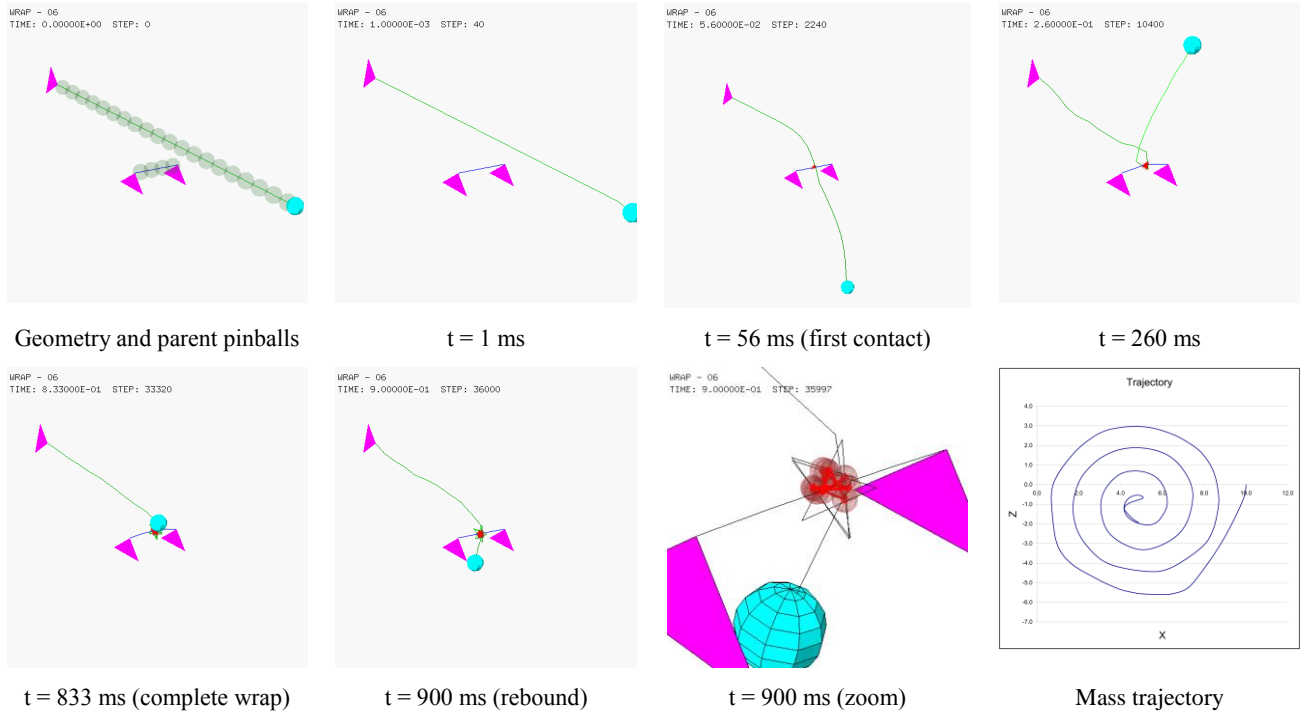 WRAP - 06
TIME: 0.00000E+00 STEP: 0
WRAP - 06
TIME: 1.00000E-03 STEP: 40
WRAP - 06
TIME: 5.60000E-02 STEP: 2240
WRAP - 06
TIME: 2.60000E-01 STEP: 10400
Geometry and parent pinballs
t = 1 ms
t = 56 ms (first contact)
t = 260 ms
WRAP - 06
TIME: 8.33000E-01 STEP: 33320
WRAP - 06
TIME: 9.00000E-01 STEP: 36000
WRAP - 06
TIME: 9.00000E-01 STEP: 35997
Trajectory
4.0
3.0
2.0
1.0
0.0
0.0 2.0 4.0 6.0 8.0 10.0 12.0
-1.0
-2.0
-3.0
-4.0
-5.0
-6.0
-7.0
Z
X
t = 833 ms (complete wrap)
t = 900 ms (rebound)
t = 900 ms (zoom)
Mass trajectory